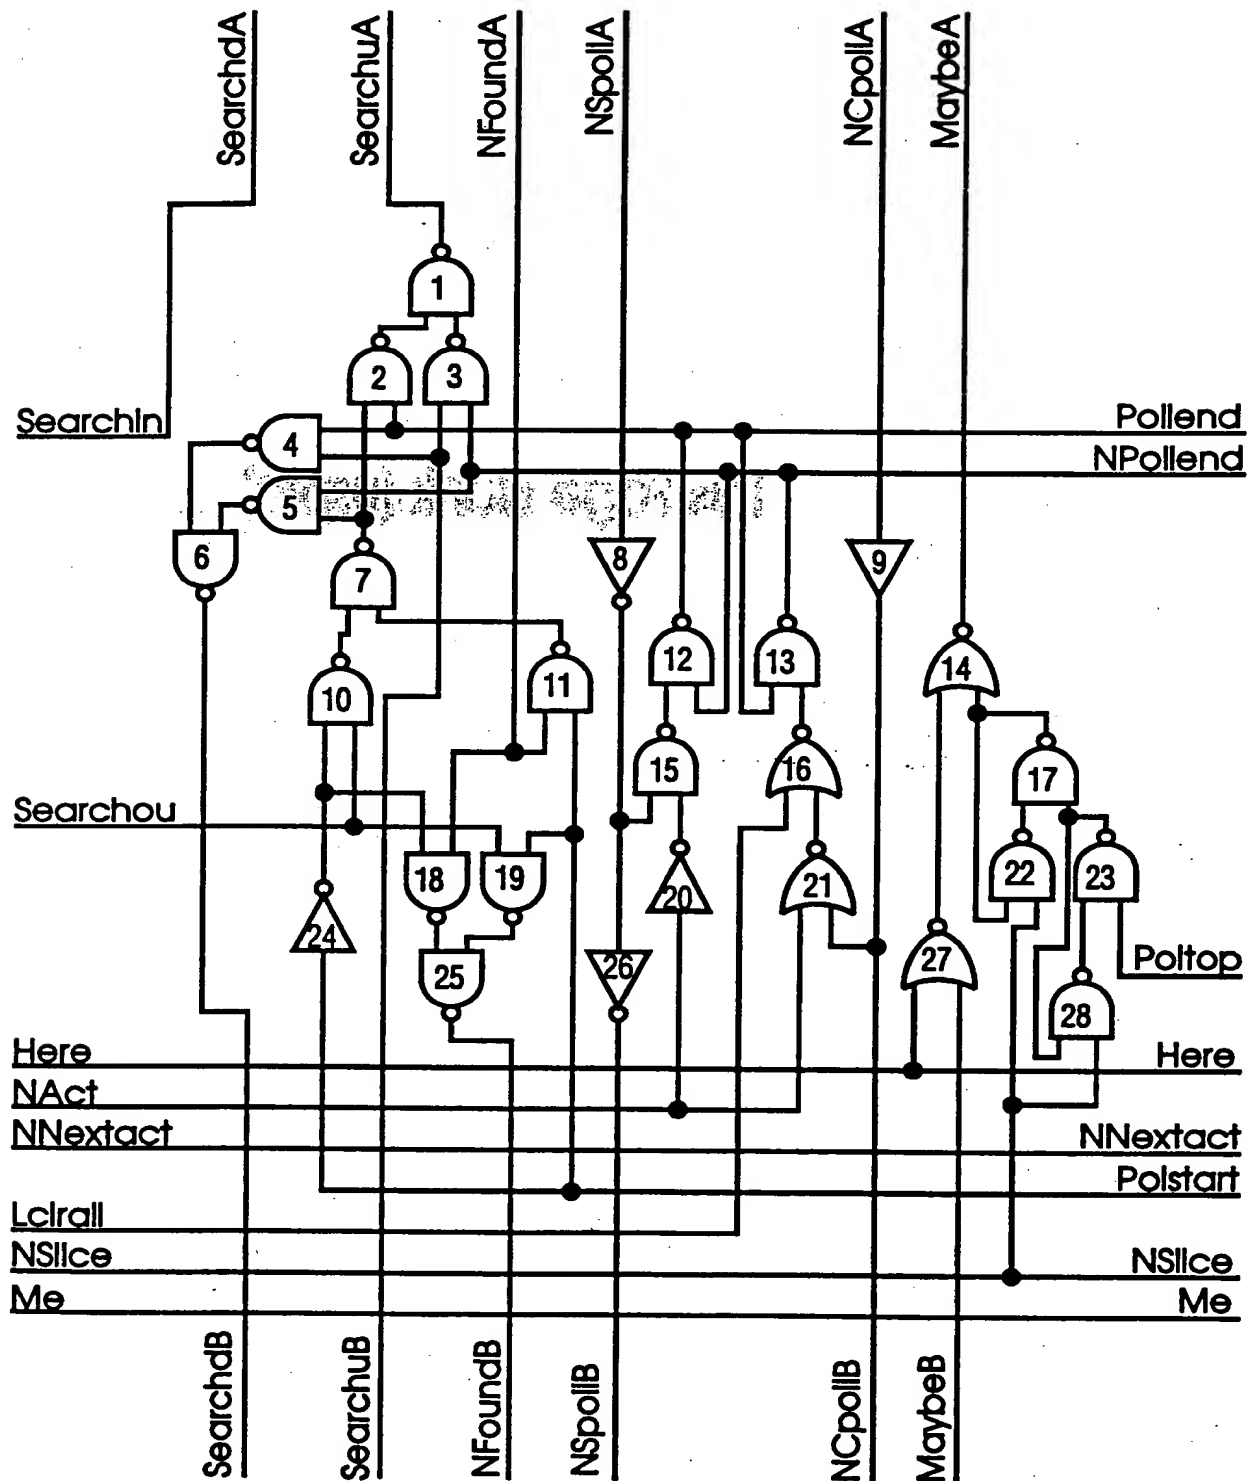 SearchdA
SearchuA
NFoundA
NSpollA
NCpollA
MaybeA
1
2
3
Searchin
4
Pollend
NPollend
5
6
7
8
9
10
11
12
13
14
15
16
17
Searchou
18
19
20
21
22
23
24
25
26
27
28
Poltop
Here
Here
NAct
NNextact
NNextact
Polstart
Lclrall
NSlice
NSlice
Me
Me
SearchdB
SearchuB
NFoundB
NSpollB
NCpollB
MaybeB